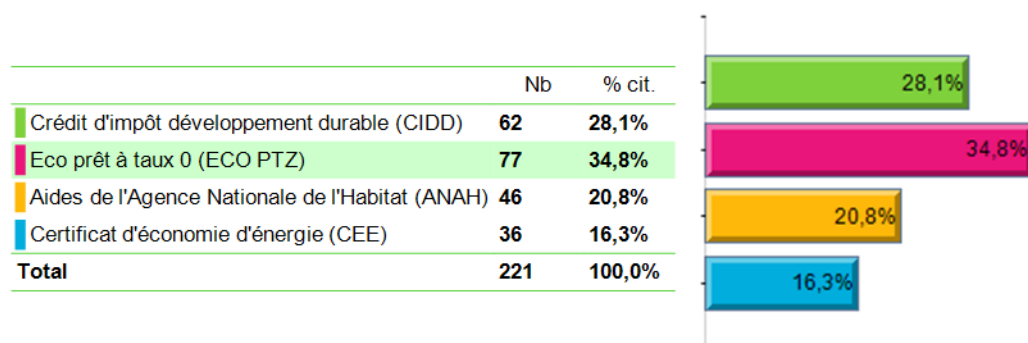 Nb % cit.
Crédit d'impôt développement durable (CIDD) 62 28,1%
Eco prêt à taux 0 (ECO PTZ) 77 34,8%
Aides de l'Agence Nationale de l'Habitat (ANAH) 46 20,8%
Certificat d'économie d'énergie (CEE) 36 16,3%
Total 221 100,0%
28,1%
34,8%
20,8%
16,3%